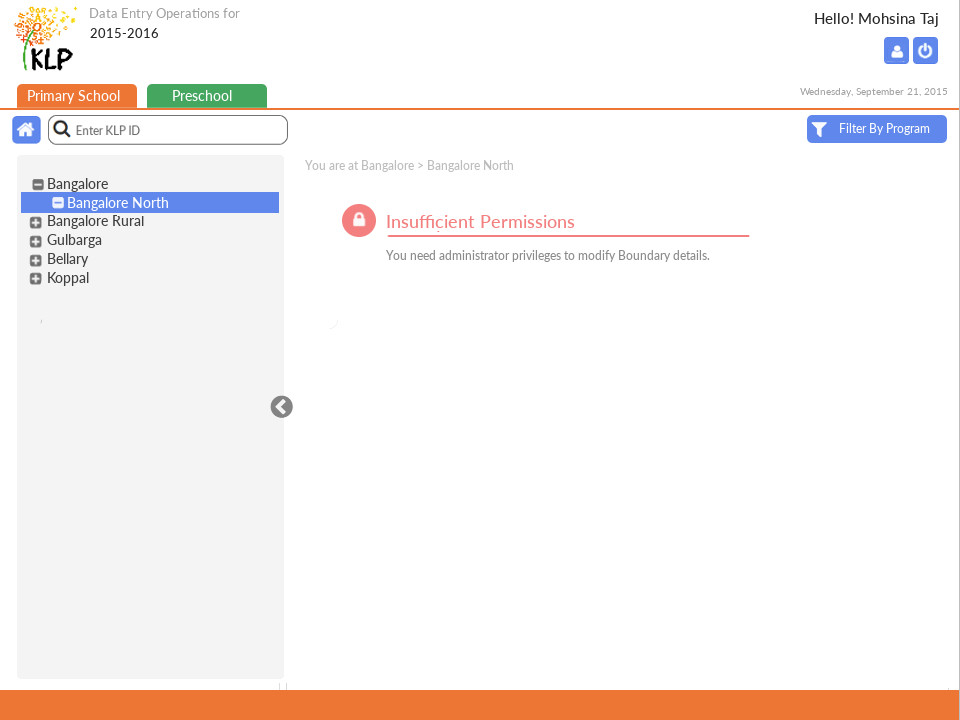 Data Entry Operations for
2015-2016
KLP
Hello! Mohsina Taj
Primary School
Preschool
Wednesday, September 21, 2015
Enter KLP ID
Filter By Program
You are at Bangalore > Bangalore North
Bangalore
Bangalore North
Bangalore Rural
Gulbarga
Bellary
Koppal
Insufficient Permissions
You need administrator privileges to modify Boundary details.